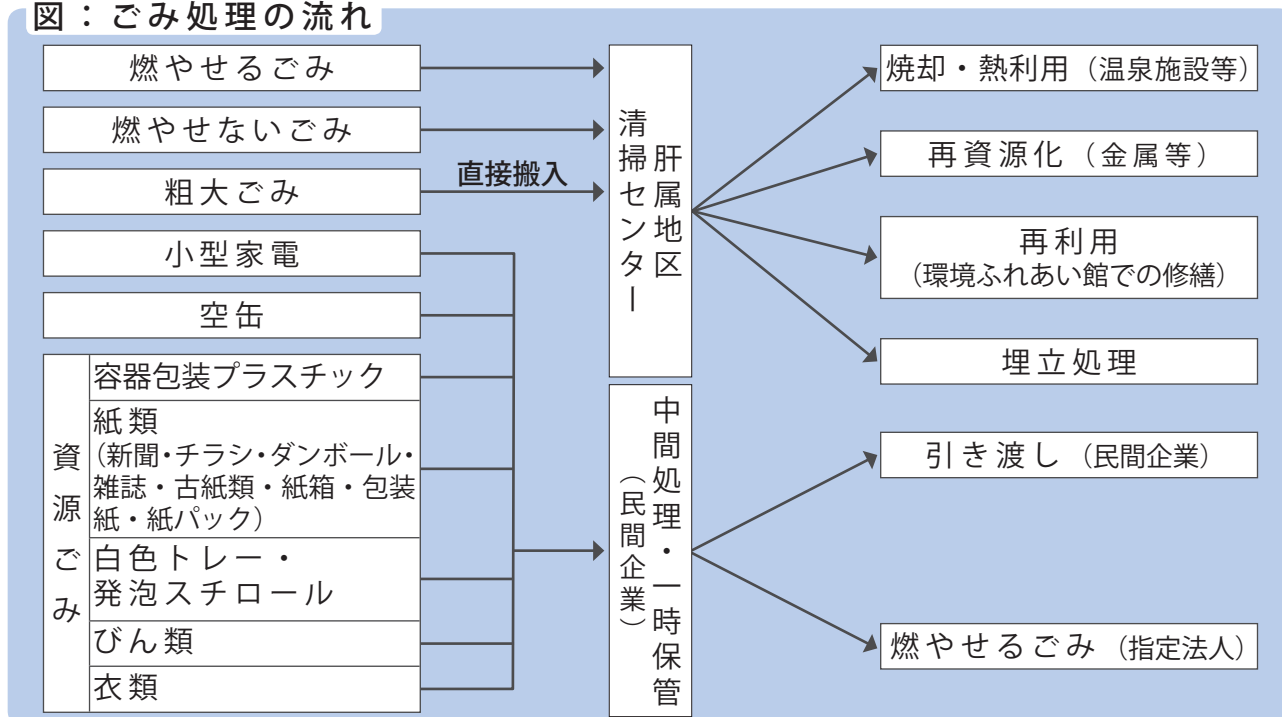 図：ごみ処理の流れ
燃やせるごみ
燃やせないごみ
粗大ごみ
小型家電
空缶
資源ごみ
容器包装プラスチック
紙類
（新聞・チラシ・ダンボール・
雑誌・古紙類・紙箱・包装
紙・紙パック）
白色トレー・
発泡スチロール
びん類
衣類
直接搬入
肝属地区
清掃センター
中間処理・一時保管
（民間企業）
焼却・熱利用（温泉施設等）
再資源化（金属等）
再利用
（環境ふれあい館での修繕）
埋立処理
引き渡し（民間企業）
燃やせるごみ（指定法人）